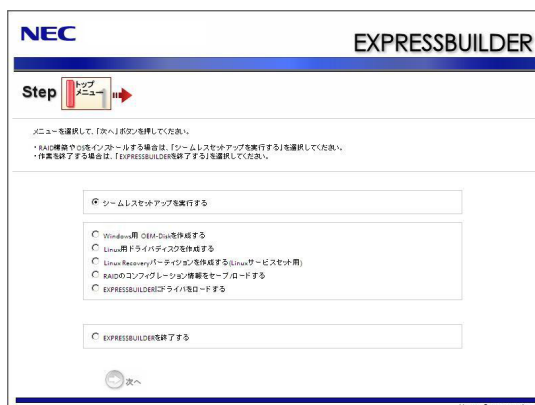 NEC
EXPRESSBUILDER
Step
トップ
メニュー
メニューを選択して、「次へ」ボタンを押してください。
・RAID構築やOSをインストールする場合は、「シームレスセットアップを実行する」を選択してください。
・作業を終了する場合は、「EXPRESSBUILDERを終了する」を選択してください。
シームレスセットアップを実行する
Windows用 OEM-Diskを作成する
Linux用ドライバディスクを作成する
Linux Recoveryパーティションを作成する(Linuxサービスセット用)
RAIDのコンフィグレーション情報をセーブ/ロードする
EXPRESSBUILDERにドライバをロードする
EXPRESSBUILDERを終了する
次へ